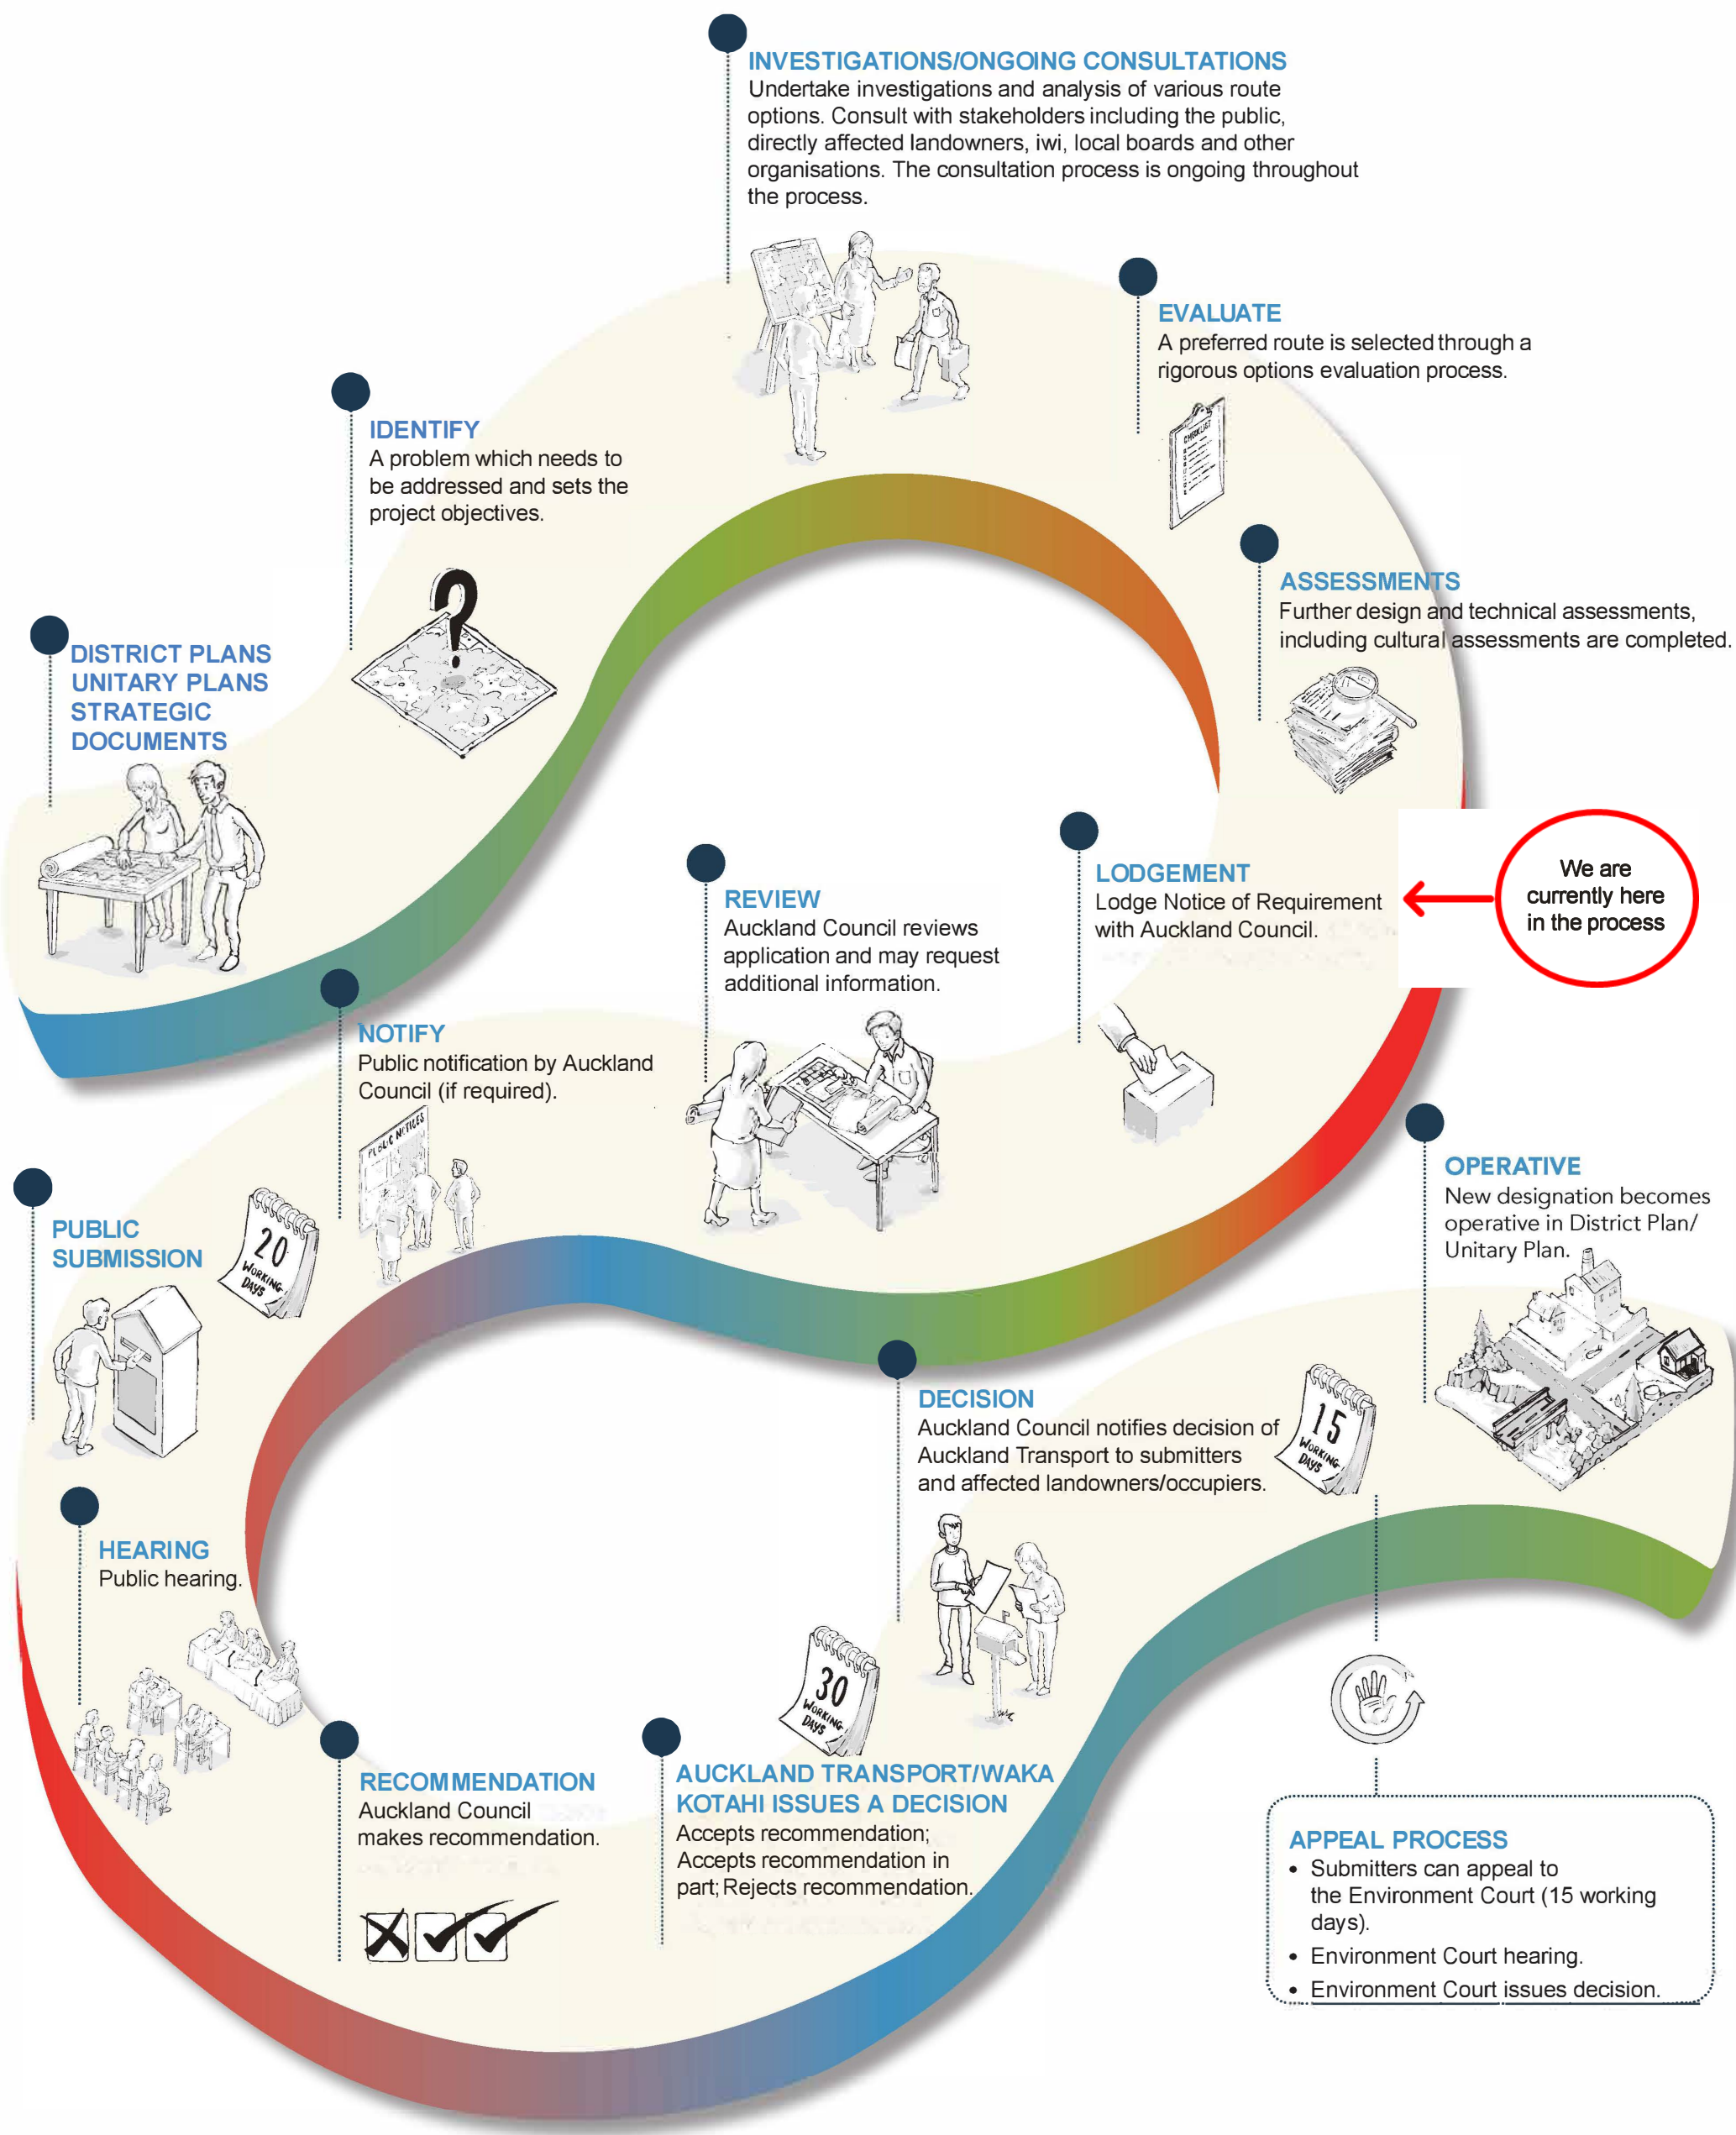 INVESTIGATIONS/ONGOING CONSULTATIONS
Undertake investigations and analysis of various route
options. Consult with stakeholders including the public,
directly affected landowners, iwi, local boards and other
organisations. The consultation process is ongoing throughout
the process.
EVALUATE
A preferred route is selected through a
rigorous options evaluation process.
CHECKLIST
IDENTIFY
A problem which needs to
be addressed and sets the
project objectives.
ASSESSMENTS
Further design and technical assessments,
including cultural assessments are completed.
DISTRICT PLANS
UNITARY PLANS
STRATEGIC
DOCUMENTS
LODGEMENT
Lodge Notice of Requirement
with Auckland Council.
We are
currently here
in the process
REVIEW
Auckland Council reviews
application and may request
additional information.
NOTIFY
Public notification by Auckland
Council (if required).
PUBLIC NOTICES
PUBLIC
SUBMISSION
20
WORKING
DAYS
HEARING
Public hearing.
RECOMMENDATION
Auckland Council
makes recommendation.
AUCKLAND TRANSPORT/WAKA
KOTAHI ISSUES A DECISION
Accepts recommendation;
Accepts recommendation in
part; Rejects recommendation.
30
WORKING
DAYS
DECISION
Auckland Council notifies decision of
Auckland Transport to submitters
and affected landowners/occupiers.
15
WORKING
DAYS
OPERATIVE
New designation becomes
operative in District Plan/
Unitary Plan.
APPEAL PROCESS
• Submitters can appeal to
the Environment Court (15 working
days).
• Environment Court hearing.
• Environment Court issues decision.